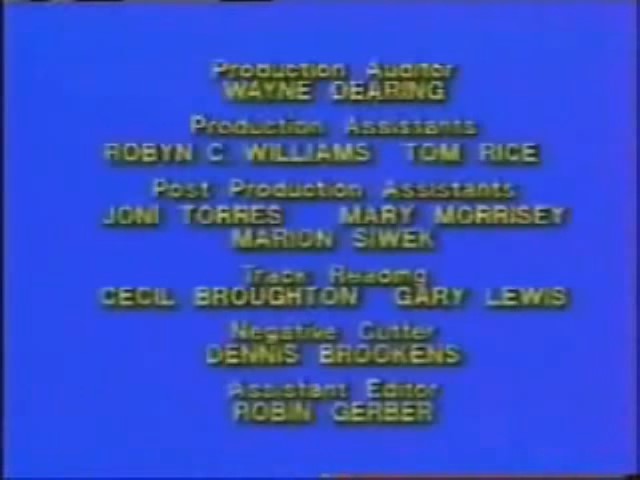 Production Auditor
WAYNE DEARING
Production Assistants
ROBYN C. WILLIAMS TOM RICE
Post Production Assistants
JONI TORRES MARY MORRISEY
MARION SIWEK
Track Reading
CECIL BROUGHTON GARY LEWIS
Negative Cutter
DENNIS BROOKENS
Assistant Editor
ROBIN GERBER